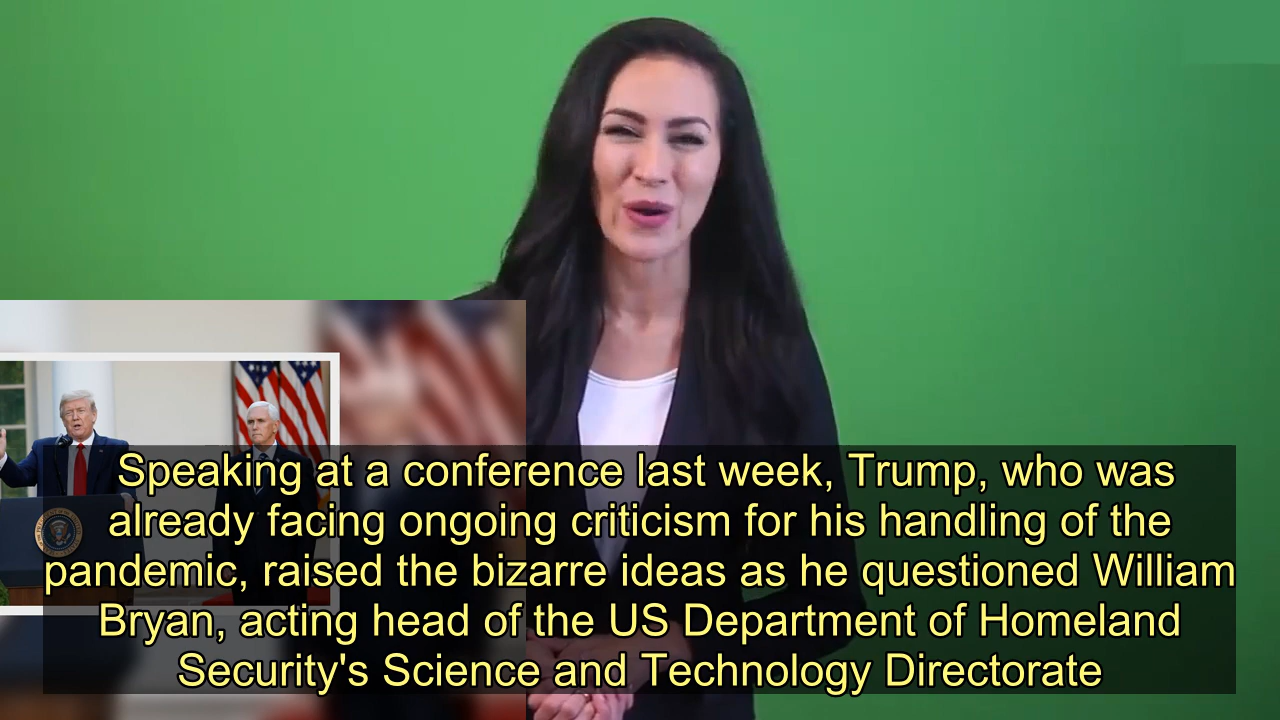 Speaking at a conference last week, Trump, who was
already facing ongoing criticism for his handling of the
pandemic, raised the bizarre ideas as he questioned William
Bryan, acting head of the US Department of Homeland
Security's Science and Technology Directorate